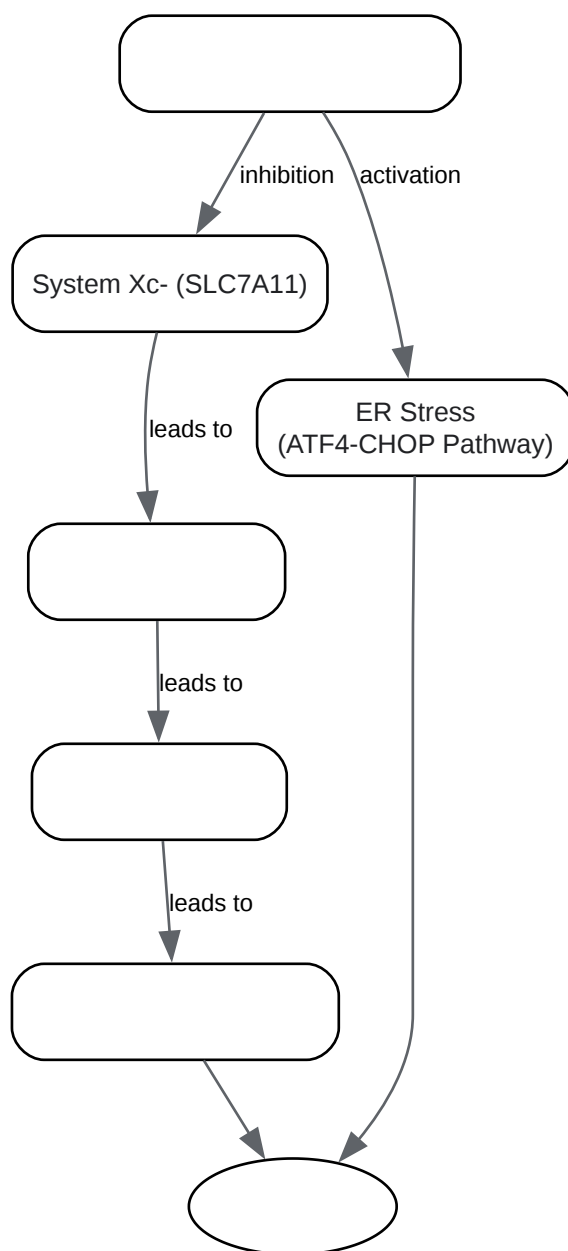 inhibition
activation
System Xc- (SLC7A11)
ER Stress
(ATF4-CHOP Pathway)
leads to
leads to
leads to